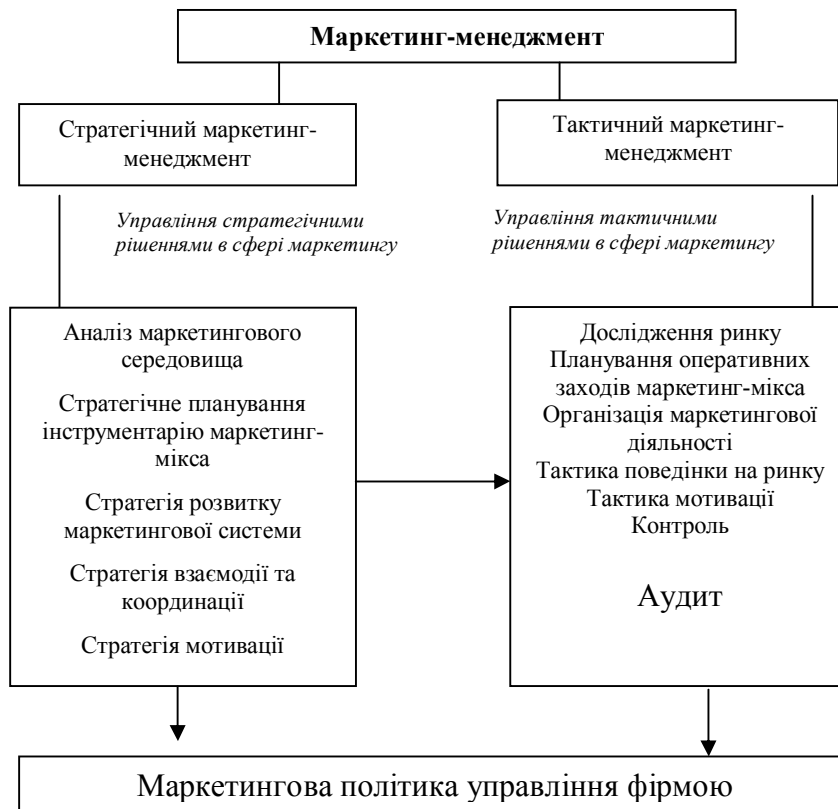 Маркетинг-менеджмент
Стратегічний маркетинг-
менеджмент
Тактичний маркетинг-
менеджмент
Управління стратегічними
рішеннями в сфері маркетингу
Управління тактичними
рішеннями в сфері маркетингу
Аналіз маркетингового
середовища
Стратегічне планування
інструментарію маркетинг-
мікса
Стратегія розвитку
маркетингової системи
Стратегія взаємодії та
координації
Стратегія мотивації
Дослідження ринку
Планування оперативних
заходів маркетинг-мікса
Організація маркетингової
діяльності
Тактика поведінки на ринку
Тактика мотивації
Контроль
Аудит
Маркетингова політика управління фірмою